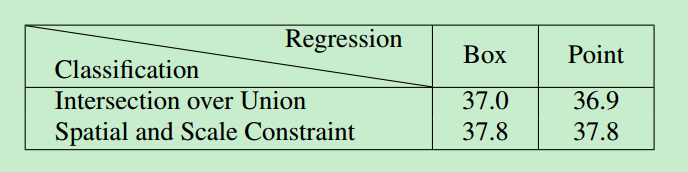 Regression
Box Point
Classification
Intersection over Union 37.0 36.9
Spatial and Scale Constraint 37.8 37.8